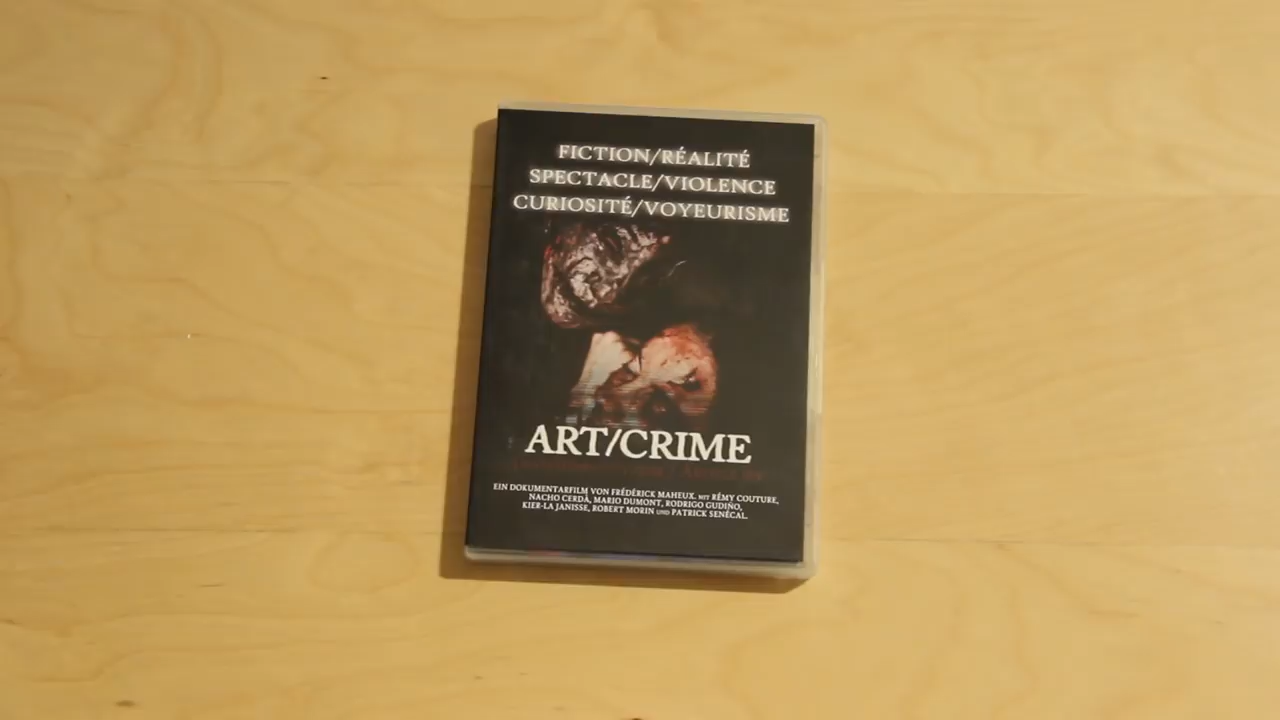 FICTION/RÉALITÉ
SPECTACLE/VIOLENCE
CURIOSITÉ/VOYEURISME
ART/CRIME
EIN DOKUMENTARFILM VON FRÉDÉRICK MAHEUX. MIT RÉMY COUTURE,
NACHO CERDÀ, MARIO DUMONT, RODRIGO GUDIÑO,
KIER-LA JANISSE, ROBERT MORIN UND PATRICK SENÉCAL.